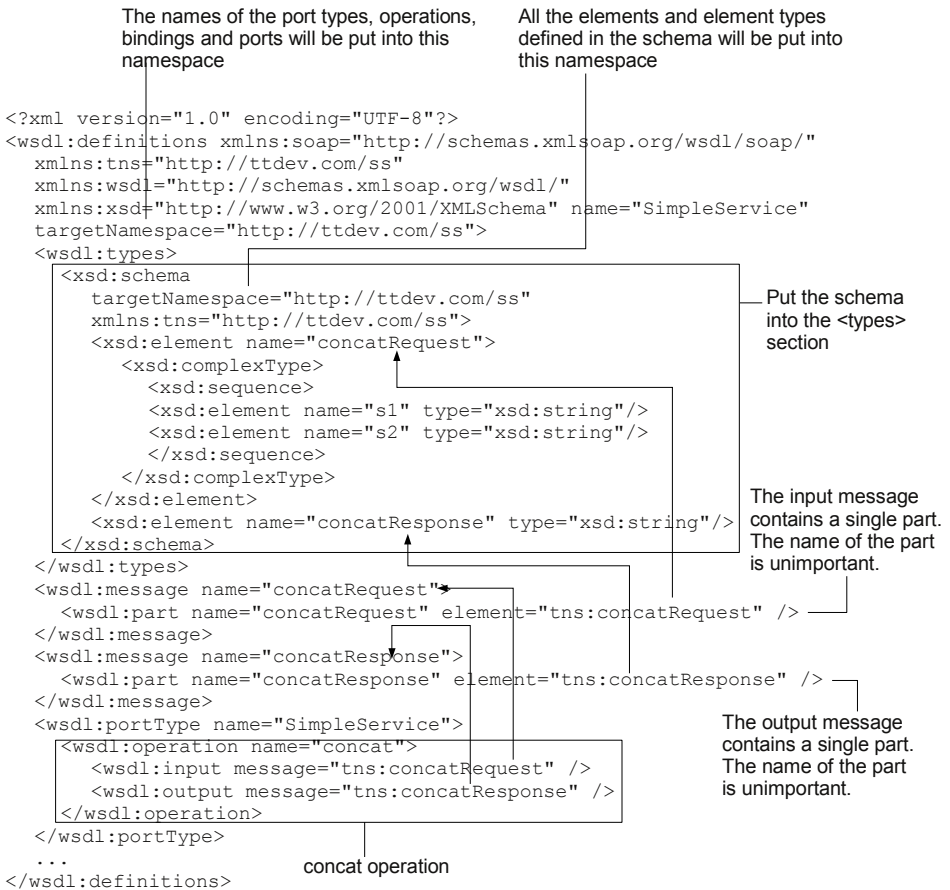 The names of the port types, operations,
bindings and ports will be put into this
namespace
All the elements and element types
defined in the schema will be put into
this namespace
<?xml version="1.0" encoding="UTF-8"?>
<wsdl:definitions xmlns:soap="http://schemas.xmlsoap.org/wsdl/soap/"
xmlns:tns="http://ttdev.com/ss"
xmlns:wsdl="http://schemas.xmlsoap.org/wsdl/"
xmlns:xsd="http://www.w3.org/2001/XMLSchema" name="SimpleService"
targetNamespace="http://ttdev.com/ss">
<wsdl:types>
<xsd:schema
targetNamespace="http://ttdev.com/ss"
xmlns:tns="http://ttdev.com/ss">
<xsd:element name="concatRequest">
<xsd:complexType>
<xsd:sequence>
<xsd:element name="s1" type="xsd:string"/>
<xsd:element name="s2" type="xsd:string"/>
</xsd:sequence>
</xsd:complexType>
</xsd:element>
<xsd:element name="concatResponse" type="xsd:string"/>
</xsd:schema>
</wsdl:types>
<wsdl:message name="concatRequest">
<wsdl:part name="concatRequest" element="tns:concatRequest" />
</wsdl:message>
<wsdl:message name="concatResponse">
<wsdl:part name="concatResponse" element="tns:concatResponse" />
</wsdl:message>
<wsdl:portType name="SimpleService">
<wsdl:operation name="concat">
<wsdl:input message="tns:concatRequest" />
<wsdl:output message="tns:concatResponse" />
</wsdl:operation>
</wsdl:portType>
...
</wsdl:definitions>
Put the schema
into the <types>
section
The input message
contains a single part.
The name of the part
is unimportant.
The output message
contains a single part.
The name of the part
is unimportant.
concat operation